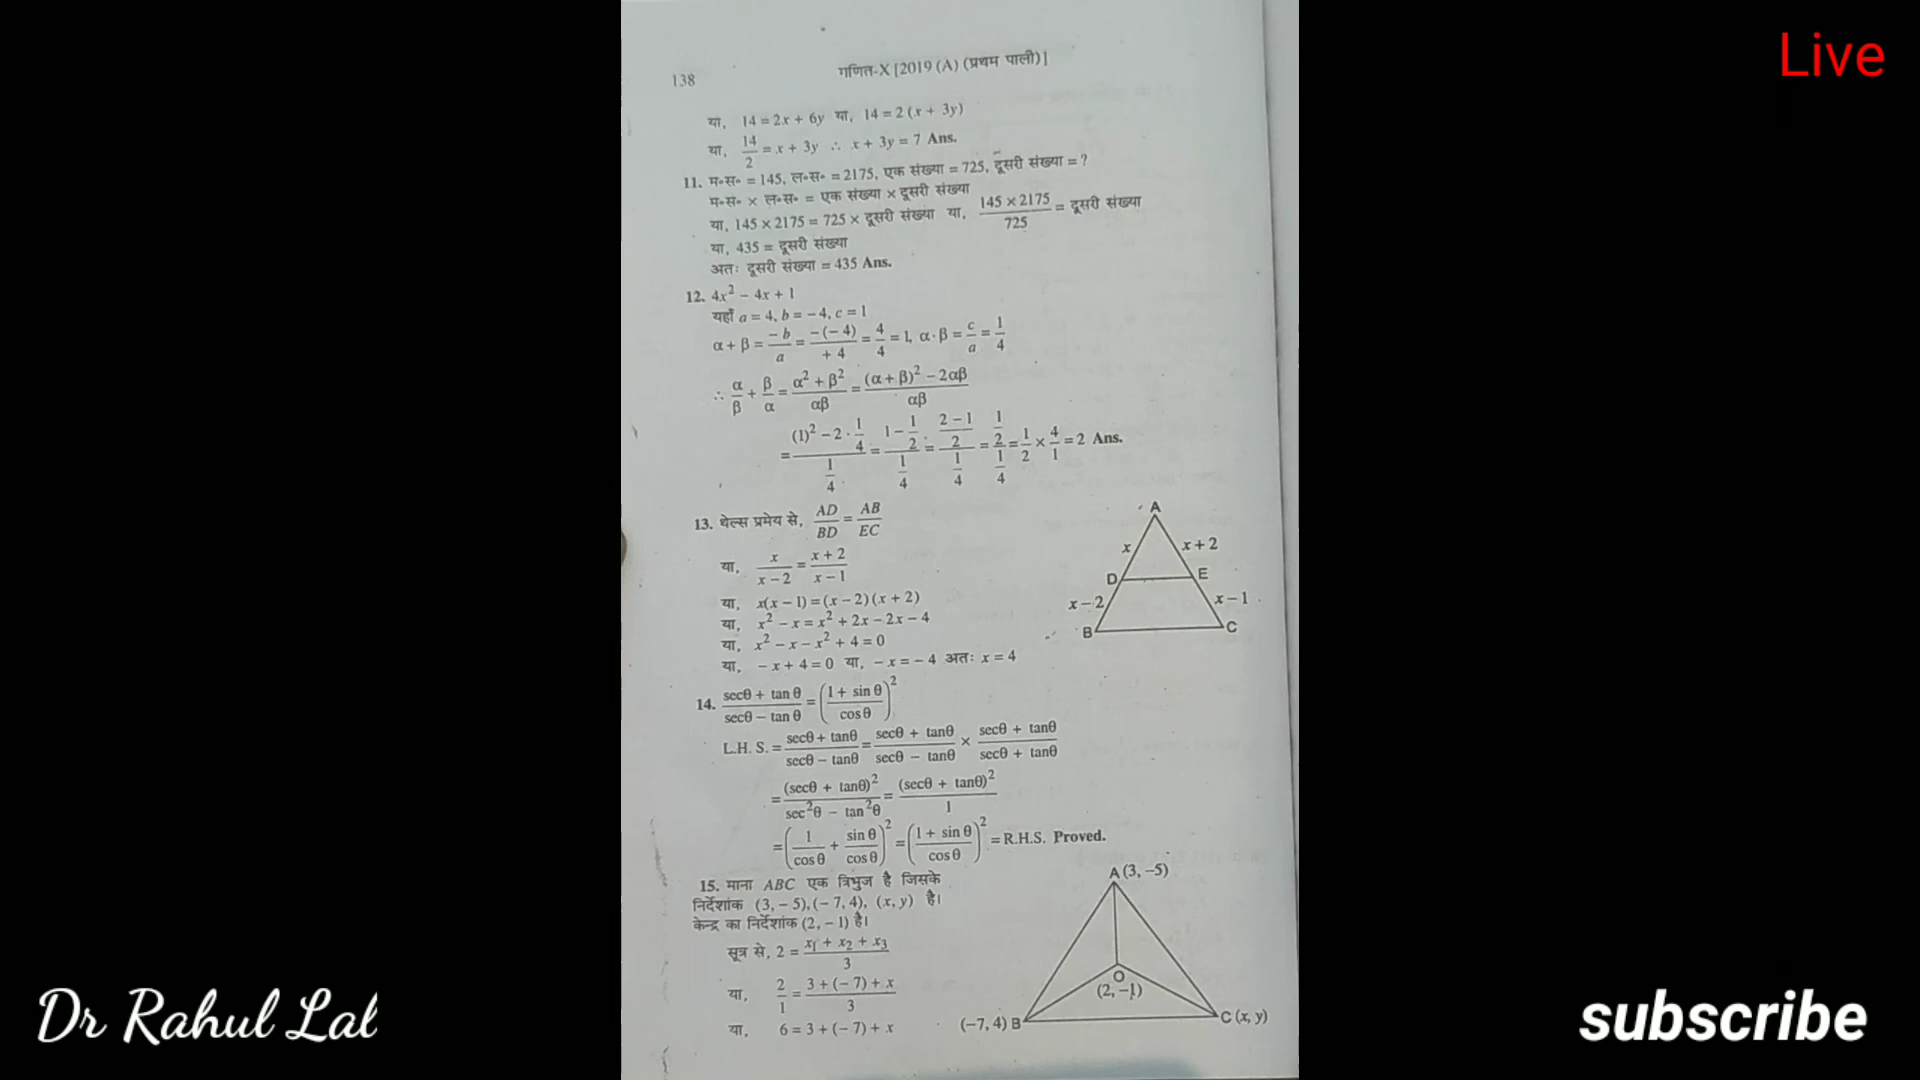 Live
138
गणित-X [2019 (A) (प्रथम पाली)]
या, 14 = 2x + 6y या, 14 = 2 (x + 3y)
या, 14/2 = x + 3y ∴ x + 3y = 7 Ans.
11. म॰स॰ = 145, ल॰स॰ = 2175, एक संख्या = 725, दूसरी संख्या = ?
म॰स॰ × ल॰स॰ = एक संख्या × दूसरी संख्या
या, 145 × 2175 = 725 × दूसरी संख्या या, (145 × 2175)/725 = दूसरी संख्या
या, 435 = दूसरी संख्या
अतः दूसरी संख्या = 435 Ans.
12. 4x² – 4x + 1
यहाँ a = 4, b = – 4, c = 1
α + β = –b/a = –(–4)/+4 = 4/4 = 1, α·β = c/a = 1/4
∴ α/β + β/α = (α² + β²)/αβ = ((α + β)² – 2αβ)/αβ
= ((1)² – 2·1/4)/(1/4) = (1 – 1/2)/(1/4) = ((2 – 1)/2)/(1/4) = (1/2)/(1/4) = 1/2 × 4/1 = 2 Ans.
13. थेल्स प्रमेय से, AD/BD = AB/EC
या, x/(x – 2) = (x + 2)/(x – 1)
या, x(x – 1) = (x – 2)(x + 2)
या, x² – x = x² + 2x – 2x – 4
या, x² – x – x² + 4 = 0
या, – x + 4 = 0 या, – x = – 4 अतः x = 4
A
x
x + 2
D
E
x – 2
x – 1
B
C
14. (secθ + tan θ)/(secθ – tan θ) = ((1 + sin θ)/cos θ)²
L.H. S. = (secθ + tanθ)/(secθ – tanθ) = (secθ + tanθ)/(secθ – tanθ) × (secθ + tanθ)/(secθ + tanθ)
= (secθ + tanθ)²/(sec²θ – tan²θ) = (secθ + tanθ)²/1
= (1/cos θ + sin θ/cos θ)² = ((1 + sin θ)/cos θ)² = R.H.S. Proved.
15. माना ABC एक त्रिभुज है जिसके
निर्देशांक (3, – 5), (– 7, 4), (x, y) है।
केन्द्र का निर्देशांक (2, – 1) है।
सूत्र से, 2 = (x₁ + x₂ + x₃)/3
या, 2/1 = (3 + (– 7) + x)/3
या, 6 = 3 + (– 7) + x
A (3, –5)
O
(2, –1)
(–7, 4) B
C (x, y)
Dr Rahul Lal
subscribe